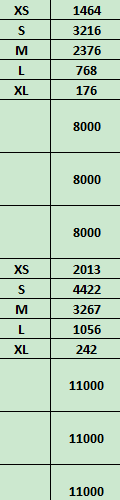 XS 1464
S 3216
M 2376
L 768
XL 176
8000
8000
8000
XS 2013
S 4422
M 3267
L 1056
XL 242
11000
11000
11000